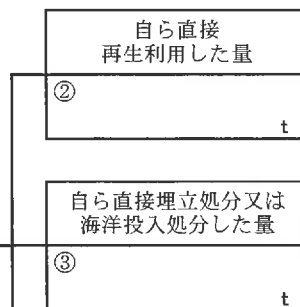 自ら直接
再生利用した量
②
t
自ら直接埋立処分又は
海洋投入処分した量
③
t